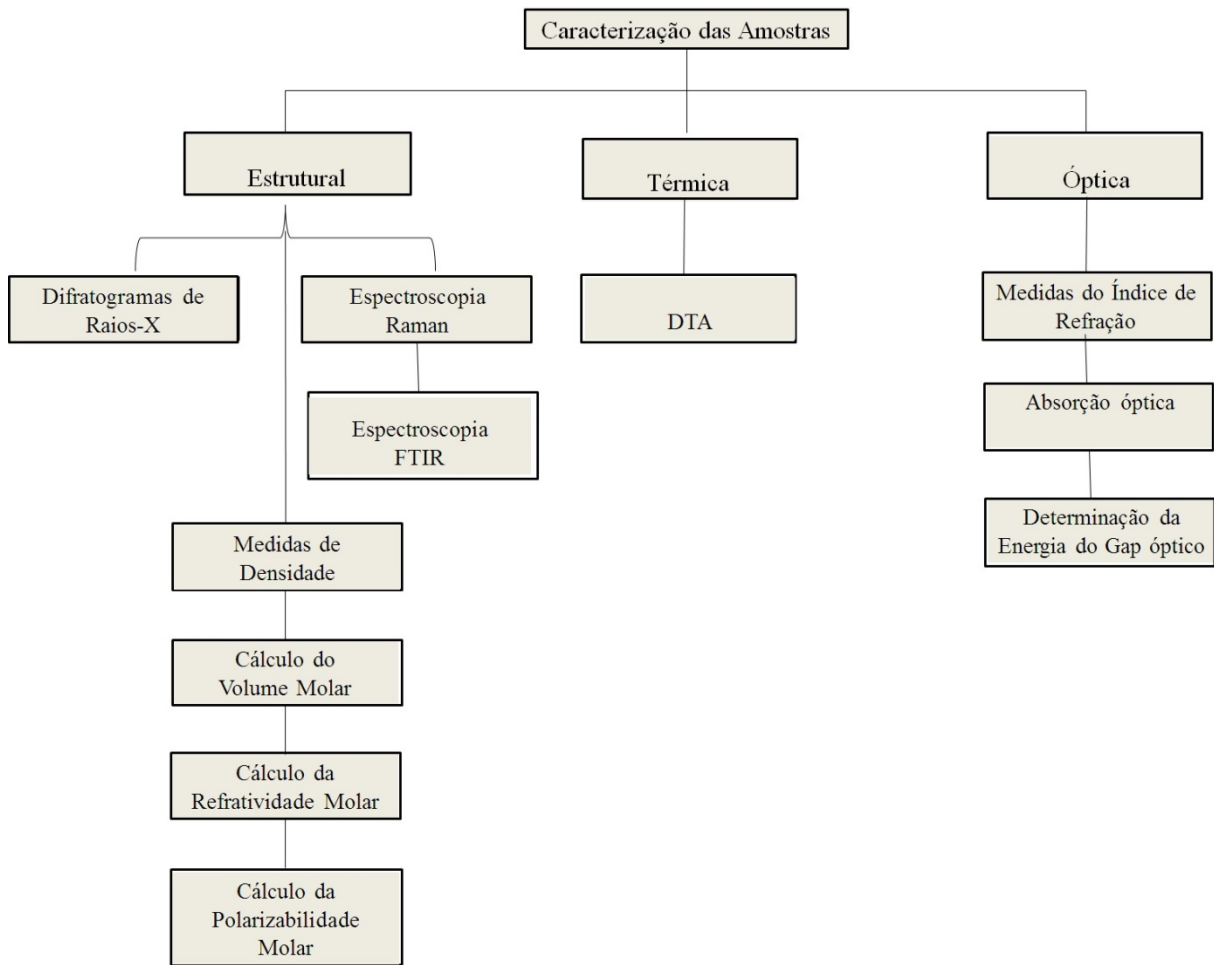 Caracterização das Amostras
Estrutural
Térmica
Óptica
Difratogramas de
Raios-X
Espectroscopia
Raman
DTA
Medidas do Índice de
Refração
Espectroscopia
FTIR
Absorção óptica
Medidas de
Densidade
Determinação da
Energia do Gap óptico
Cálculo do
Volume Molar
Cálculo da
Refratividade Molar
Cálculo da
Polarizabilidade
Molar